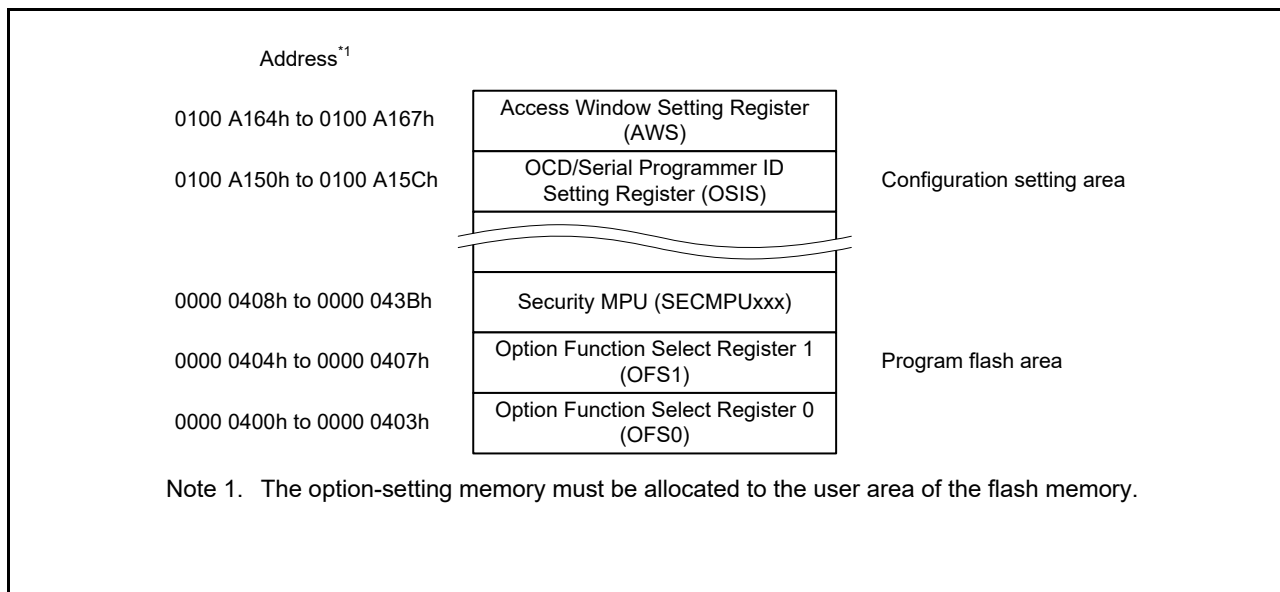 Address*1
0100 A164h to 0100 A167h
Access Window Setting Register
(AWS)
0100 A150h to 0100 A15Ch
OCD/Serial Programmer ID
Setting Register (OSIS)
Configuration setting area
0000 0408h to 0000 043Bh
Security MPU (SECMPUxxx)
0000 0404h to 0000 0407h
Option Function Select Register 1
(OFS1)
Program flash area
0000 0400h to 0000 0403h
Option Function Select Register 0
(OFS0)
Note 1. The option-setting memory must be allocated to the user area of the flash memory.